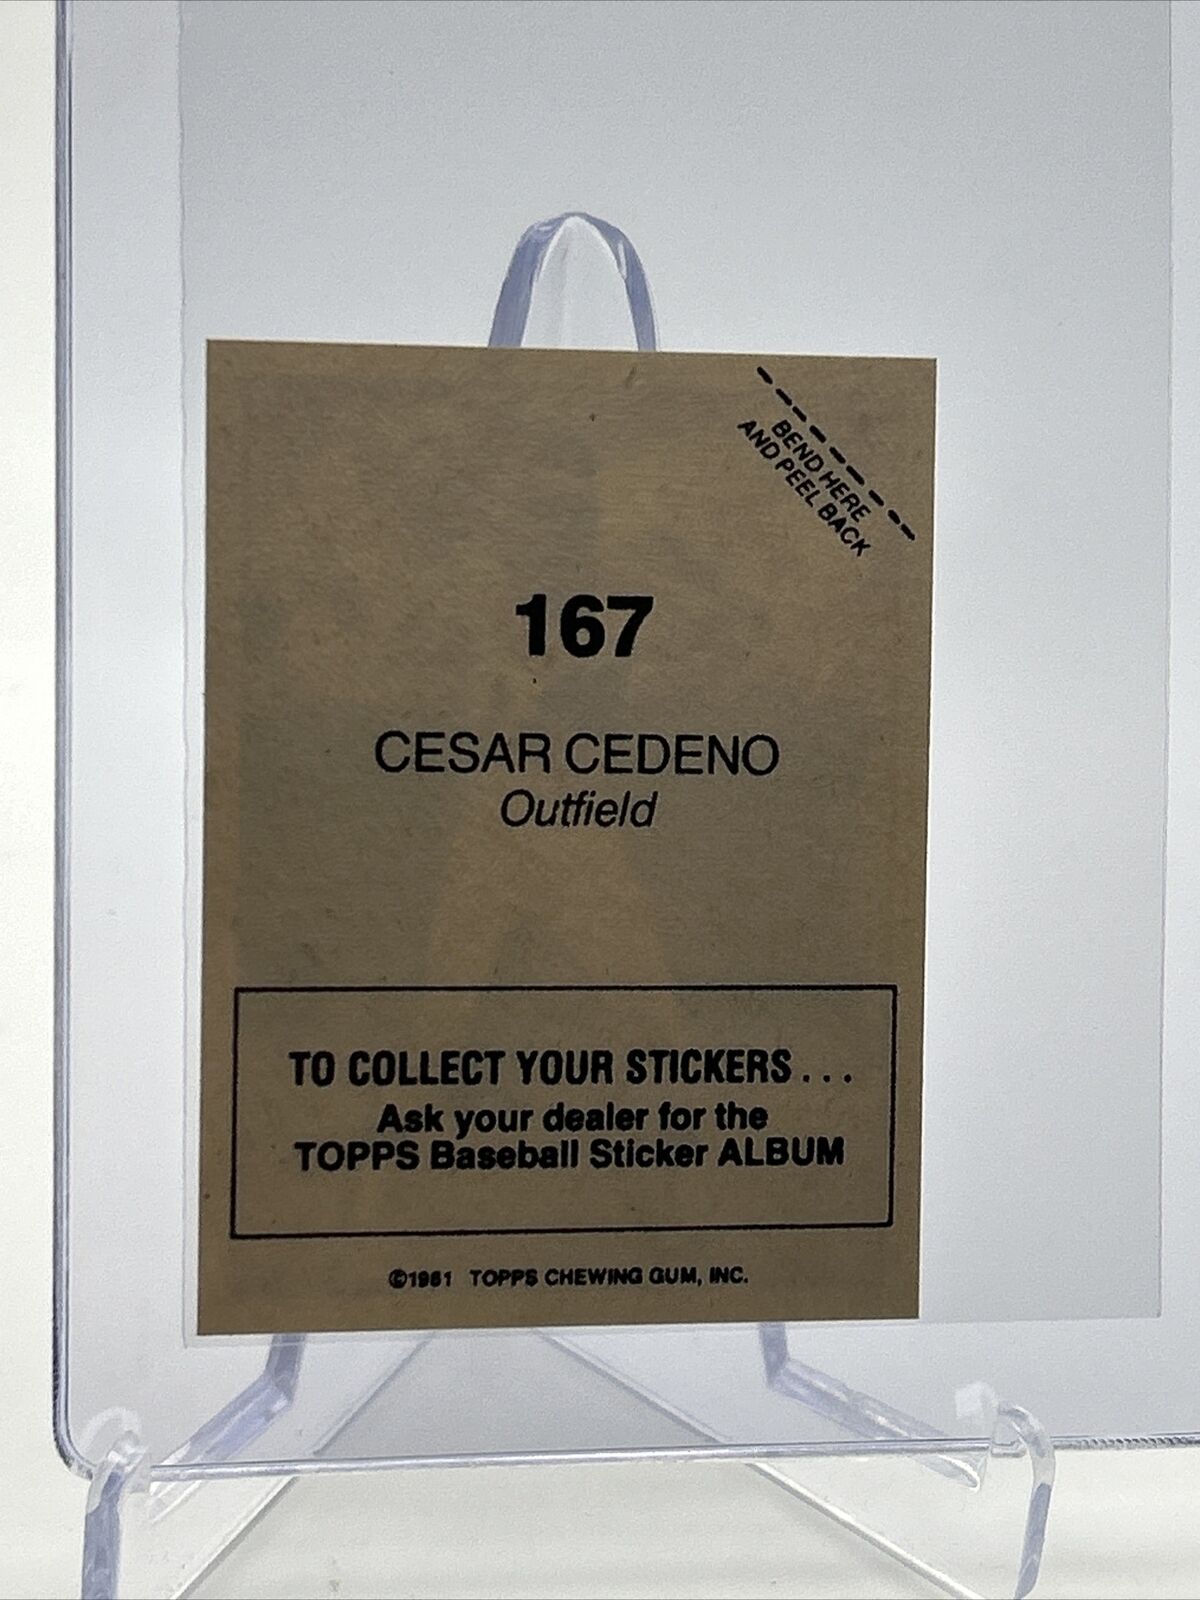 BEND HERE
AND PEEL BACK
167
CESAR CEDENO
Outfield
TO COLLECT YOUR STICKERS...
Ask your dealer for the
TOPPS Baseball Sticker ALBUM
©1981 TOPPS CHEWING GUM, INC.